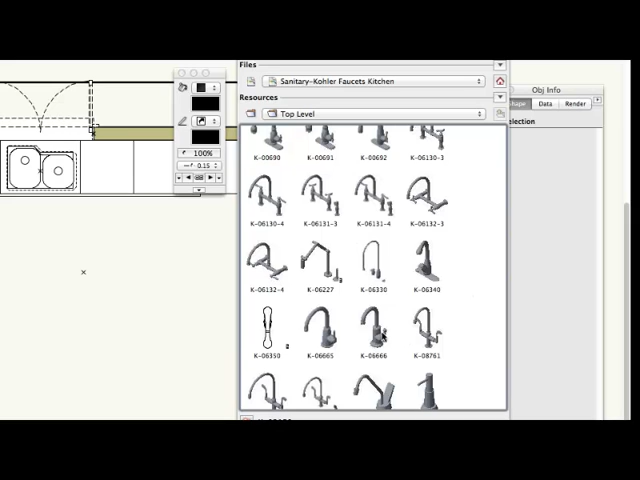 Files
Sanitary-Kohler Faucets Kitchen
Obj Info
Resources
Shape Data Render
Top Level
election
K-00690 K-00691 K-00692 K-06130-3
100%
0.15
K-06130-4 K-06131-3 K-06131-4 K-06132-3
K-06132-4 K-06227 K-06330 K-06340
K-06350 K-06665 K-06666 K-08761